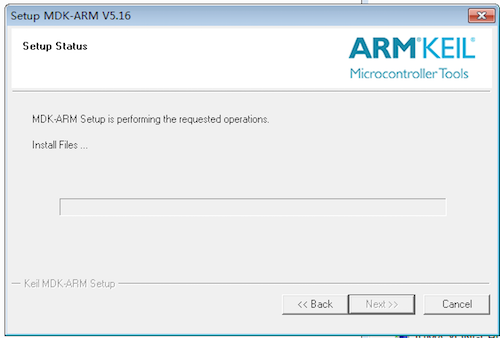 Setup MDK-ARM V5.16
Setup Status
ARM KEIL
Microcontroller Tools
MDK-ARM Setup is performing the requested operations.
Install Files ...
Keil MDK-ARM Setup
<< Back
Next >>
Cancel